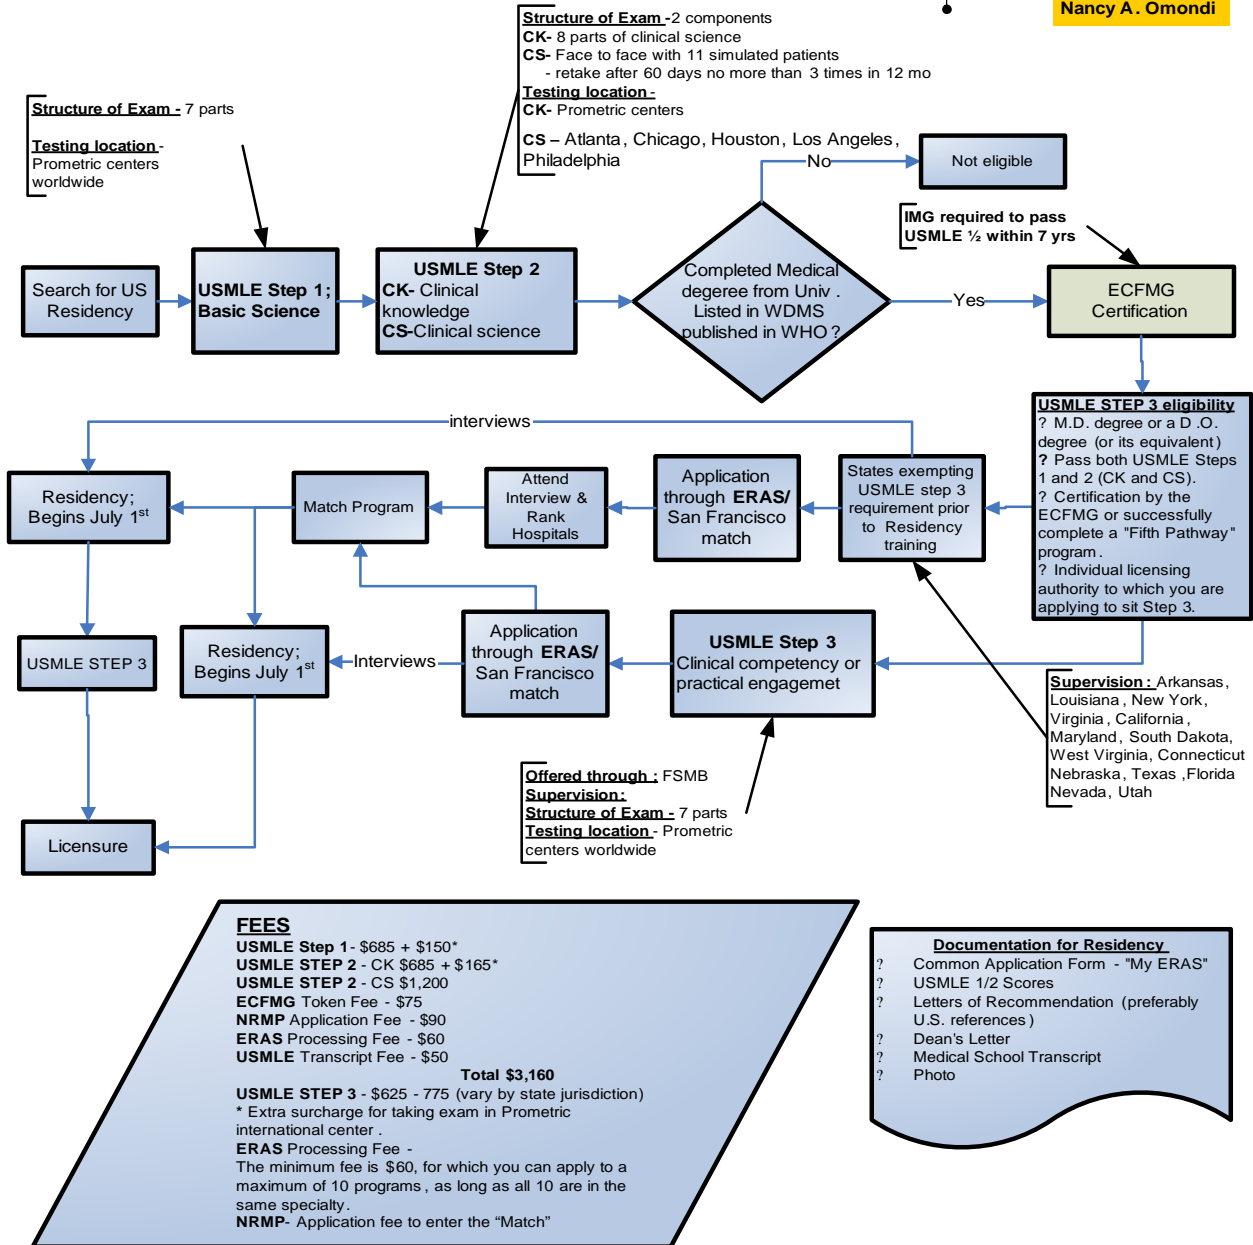 Nancy A. Omondi
Structure of Exam -2 components
CK- 8 parts of clinical science
CS- Face to face with 11 simulated patients
- retake after 60 days no more than 3 times in 12 mo
Testing location -
CK- Prometric centers
CS – Atlanta, Chicago, Houston, Los Angeles,
Philadelphia
Structure of Exam - 7 parts
Testing location -
Prometric centers
worldwide
No
Not eligible
IMG required to pass
USMLE ½ within 7 yrs
Search for US
Residency
USMLE Step 1;
Basic Science
USMLE Step 2
CK- Clinical
knowledge
CS-Clinical science
Completed Medical
degeree from Univ .
Listed in WDMS
published in WHO ?
Yes
ECFMG
Certification
USMLE STEP 3 eligibility
? M.D. degree or a D .O.
degree (or its equivalent)
? Pass both USMLE Steps
1 and 2 (CK and CS).
? Certification by the
ECFMG or successfully
complete a "Fifth Pathway"
program.
? Individual licensing
authority to which you are
applying to sit Step 3.
interviews
Residency;
Begins July 1st
Match Program
Attend
Interview &
Rank
Hospitals
Application
through ERAS/
San Francisco
match
States exempting
USMLE step 3
requirement prior
to Residency
training
USMLE STEP 3
Residency;
Begins July 1st
Interviews
Application
through ERAS/
San Francisco
match
USMLE Step 3
Clinical competency or
practical engagemet
Supervision : Arkansas,
Louisiana, New York,
Virginia, California,
Maryland, South Dakota,
West Virginia, Connecticut
Nebraska, Texas ,Florida
Nevada, Utah
Offered through : FSMB
Supervision:
Structure of Exam - 7 parts
Testing location - Prometric
centers worldwide
Licensure
FEES
USMLE Step 1 - $685 + $150*
USMLE STEP 2 - CK $685 + $165*
USMLE STEP 2 - CS $1,200
ECFMG Token Fee - $75
NRMP Application Fee - $90
ERAS Processing Fee - $60
USMLE Transcript Fee - $50
Total $3,160
USMLE STEP 3 - $625 - 775 (vary by state jurisdiction)
* Extra surcharge for taking exam in Prometric
international center .
ERAS Processing Fee -
The minimum fee is $60, for which you can apply to a
maximum of 10 programs, as long as all 10 are in the
same specialty.
NRMP- Application fee to enter the “Match”
Documentation for Residency
? Common Application Form - "My ERAS"
? USMLE 1/2 Scores
? Letters of Recommendation (preferably
U.S. references)
? Dean's Letter
? Medical School Transcript
? Photo